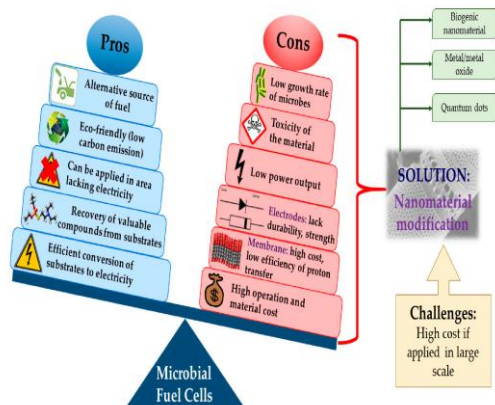 Pros
Alternative source
of fuel
Eco-friendly (low
carbon emission)
Can be applied in area
lacking electricity
Recovery of valuable
compounds from substrates
Efficient conversion of
substrates to electricity
Cons
Low growth rate
of microbes
Toxicity of
the material
Low power output
Electrodes: lack
durability, strength
Membrane: high cost,
low efficiency of proton
transfer
High operation and
material cost
Microbial
Fuel Cells
Biogenic
nanomaterial
Metal/metal
oxide
Quantum dots
SOLUTION:
Nanomaterial
modification
Challenges:
High cost if
applied in large
scale